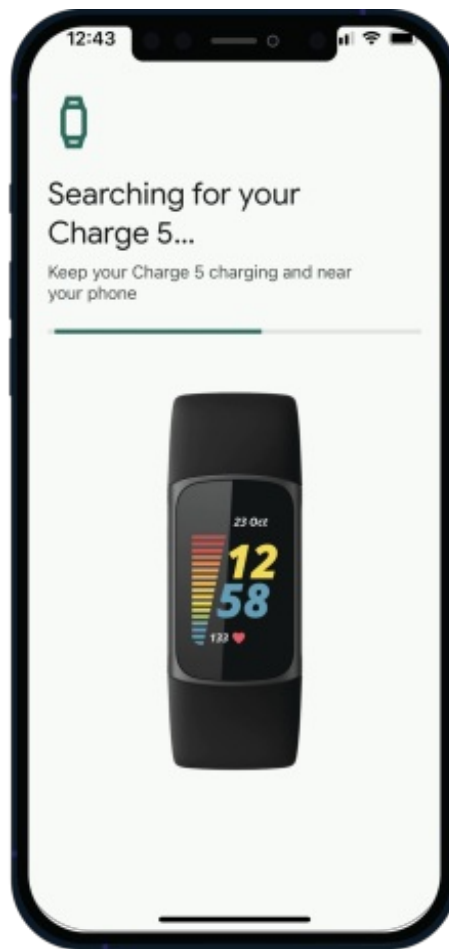 12:43
Searching for your
Charge 5...
Keep your Charge 5 charging and near
your phone
23 Oct
12
58
133